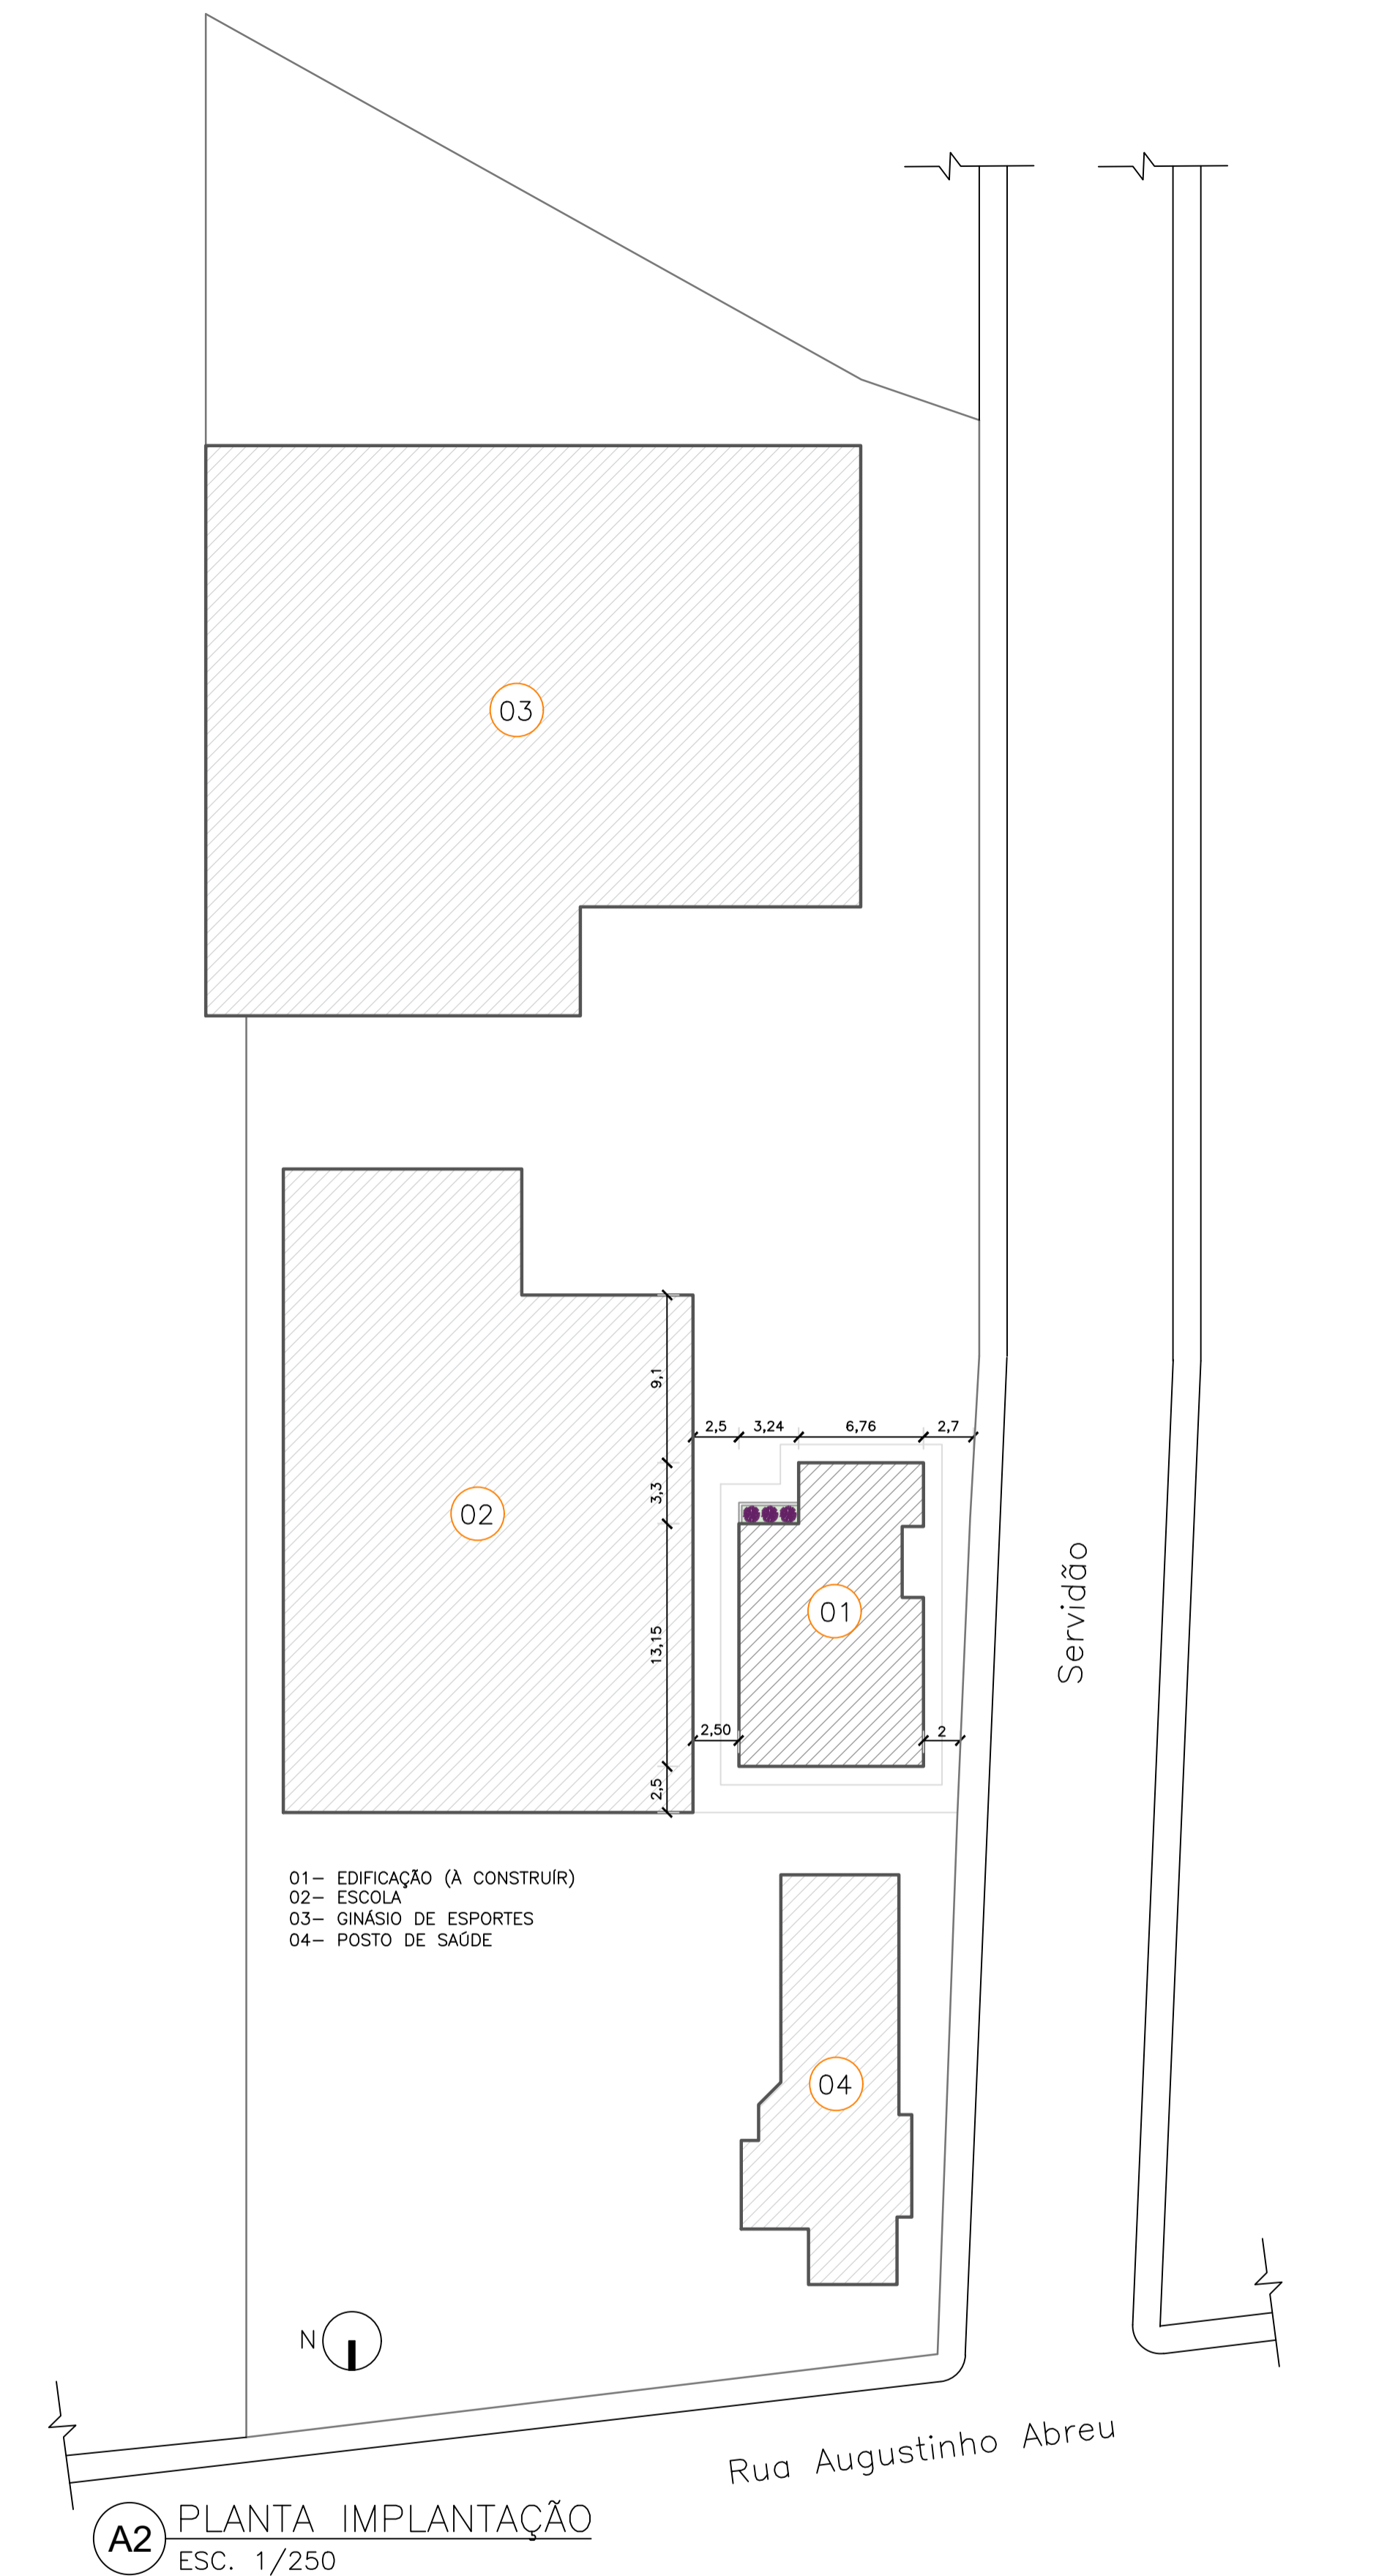 03
9,1
2,5 3,24 6,76 2,7
3,3
02
01
Servidão
13,15
2,50
2
2,5
01- EDIFICAÇÃO (À CONSTRUÍR)
02- ESCOLA
03- GINÁSIO DE ESPORTES
04- POSTO DE SAÚDE
04
N
Rua Augustinho Abreu
A2 PLANTA IMPLANTAÇÃO
ESC. 1/250